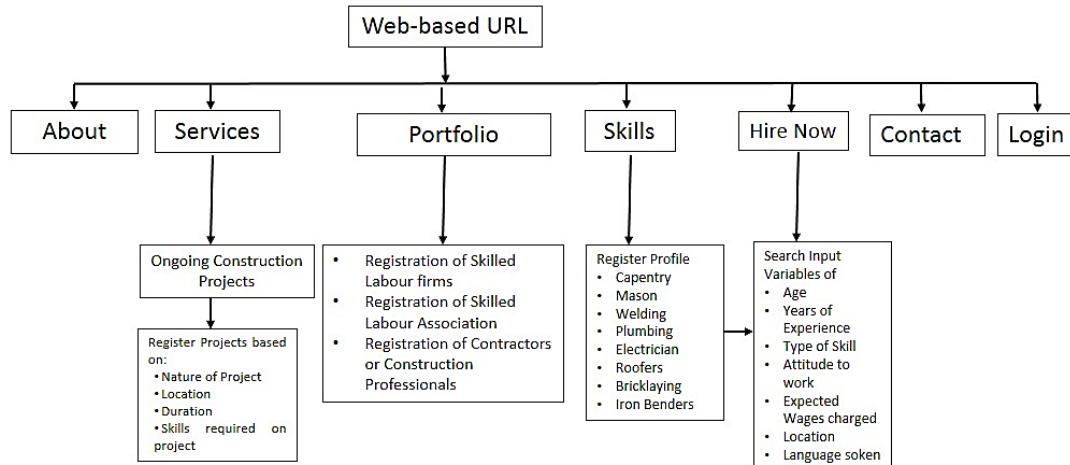 Web-based URL
About
Services
Portfolio
Skills
Hire Now
Contact
Login
Ongoing Construction
Projects
Register Projects based
on:
• Nature of Project
• Location
• Duration
• Skills required on
project
• Registration of Skilled
Labour firms
• Registration of Skilled
Labour Association
• Registration of Contractors
or Construction
Professionals
Register Profile
• Capentry
• Mason
• Welding
• Plumbing
• Electrician
• Roofers
• Bricklaying
• Iron Benders
Search Input
Variables of
• Age
• Years of
Experience
• Type of Skill
• Attitude to
work
• Expected
Wages charged
• Location
• Language soken